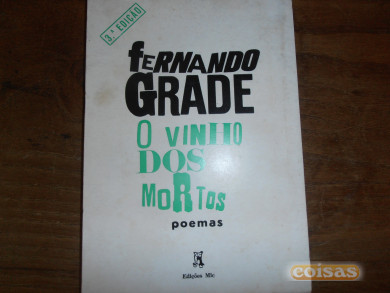 3.ª EDIÇÃO
fERNANDO
GRADE
O VINHO
DOS
MORtOS
poemas
Edições Mic
coisas